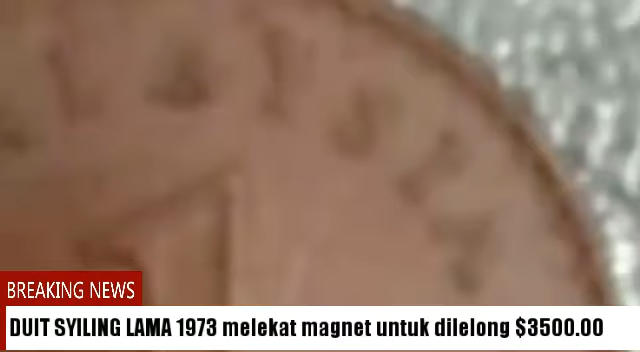 BREAKING NEWS
DUIT SYILING LAMA 1973 melekat magnet untuk dilelong $3500.00